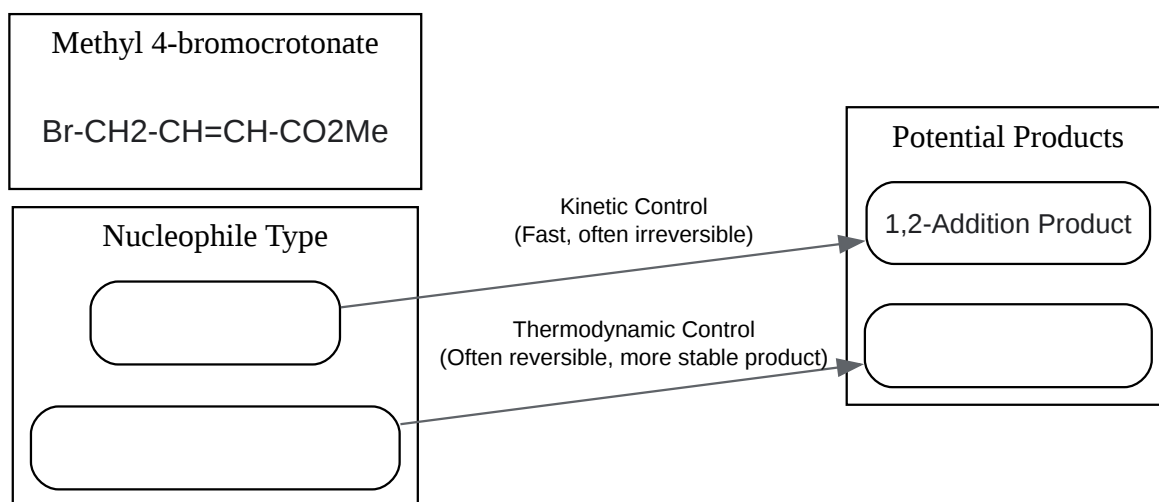 Methyl 4-bromocrotonate
Br-CH2-CH=CH-CO2Me
Nucleophile Type
Kinetic Control
(Fast, often irreversible)
Thermodynamic Control
(Often reversible, more stable product)
Potential Products
1,2-Addition Product